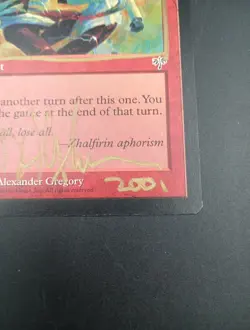 another turn after this one. You
he game at the end of that turn.
all, lose all.
—Zhalfirin aphorism
Alexander Gregory
2001